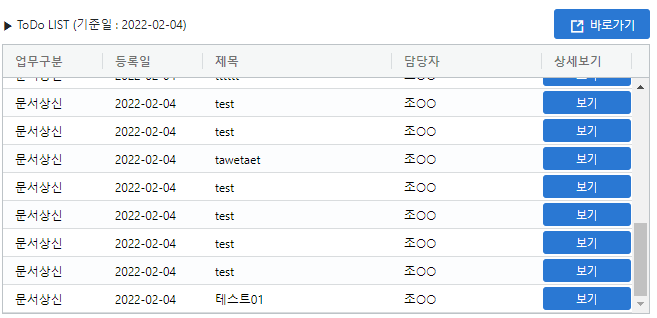 ▶ ToDo LIST (기준일 : 2022-02-04)
바로가기
업무구분 등록일 제목 담당자 상세보기
문서상신 2022-02-04 test 조○○ 보기
문서상신 2022-02-04 test 조○○ 보기
문서상신 2022-02-04 tawetaet 조○○ 보기
문서상신 2022-02-04 test 조○○ 보기
문서상신 2022-02-04 test 조○○ 보기
문서상신 2022-02-04 test 조○○ 보기
문서상신 2022-02-04 test 조○○ 보기
문서상신 2022-02-04 테스트01 조○○ 보기